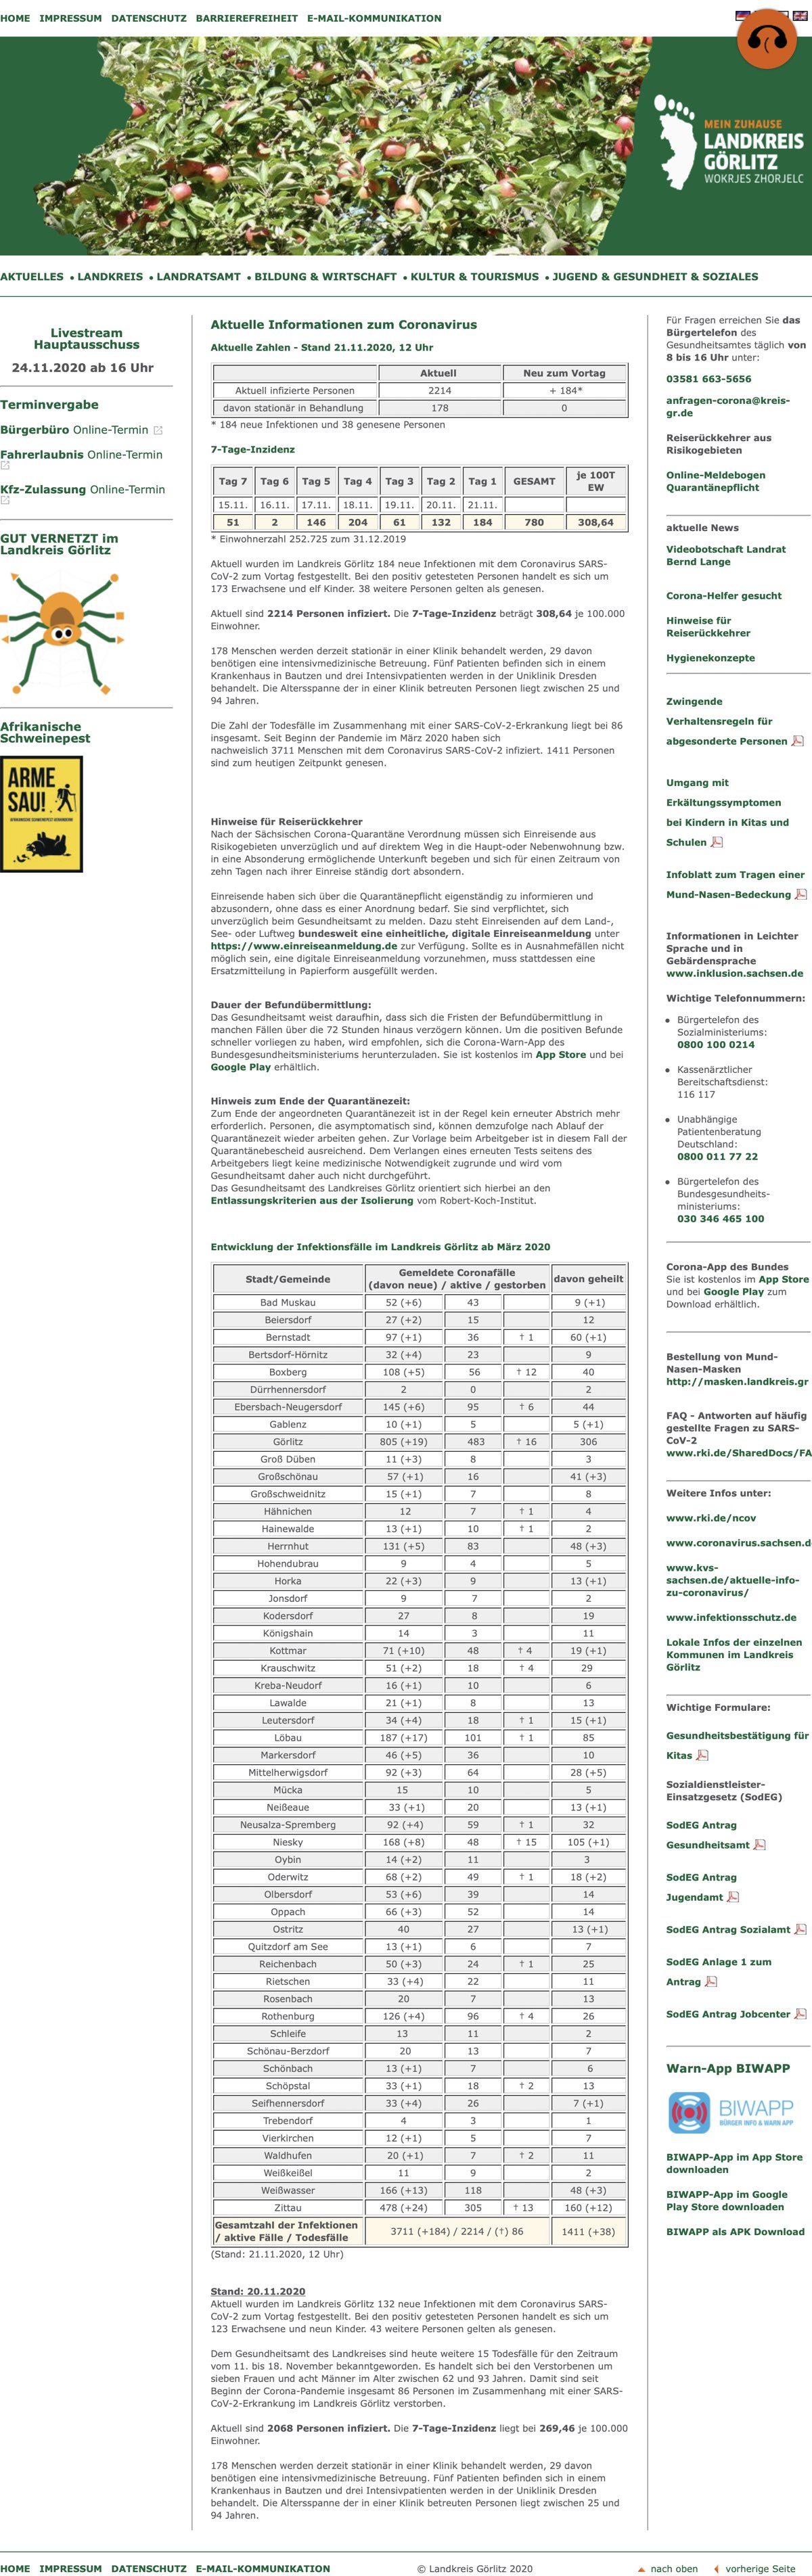 HOME IMPRESSUM DATENSCHUTZ BARRIEREFREIHEIT E-MAIL-KOMMUNIKATION
MEIN ZUHAUSE
LANDKREIS
GÖRLITZ
WOKRJES ZHORJELC
AKTUELLES • LANDKREIS • LANDRATSAMT • BILDUNG & WIRTSCHAFT • KULTUR & TOURISMUS • JUGEND & GESUNDHEIT & SOZIALES
Livestream
Hauptausschuss
24.11.2020 ab 16 Uhr
Terminvergabe
Bürgerbüro Online-Termin
Fahrerlaubnis Online-Termin
Kfz-Zulassung Online-Termin
GUT VERNETZT im
Landkreis Görlitz
Afrikanische
Schweinepest
ARME
SAU!
Aktuelle Informationen zum Coronavirus
Aktuelle Zahlen - Stand 21.11.2020, 12 Uhr
Aktuell Neu zum Vortag
Aktuell infizierte Personen 2214 + 184*
davon stationär in Behandlung 178 0
* 184 neue Infektionen und 38 genesene Personen
7-Tage-Inzidenz
Tag 7 Tag 6 Tag 5 Tag 4 Tag 3 Tag 2 Tag 1 GESAMT je 100T
EW
15.11. 16.11. 17.11. 18.11. 19.11. 20.11. 21.11.
51 2 146 204 61 132 184 780 308,64
* Einwohnerzahl 252.725 zum 31.12.2019
Aktuell wurden im Landkreis Görlitz 184 neue Infektionen mit dem Coronavirus SARS-
CoV-2 zum Vortag festgestellt. Bei den positiv getesteten Personen handelt es sich um
173 Erwachsene und elf Kinder. 38 weitere Personen gelten als genesen.
Aktuell sind 2214 Personen infiziert. Die 7-Tage-Inzidenz beträgt 308,64 je 100.000
Einwohner.
178 Menschen werden derzeit stationär in einer Klinik behandelt werden, 29 davon
benötigen eine intensivmedizinische Betreuung. Fünf Patienten befinden sich in einem
Krankenhaus in Bautzen und drei Intensivpatienten werden in der Uniklinik Dresden
behandelt. Die Altersspanne der in einer Klinik betreuten Personen liegt zwischen 25 und
94 Jahren.
Die Zahl der Todesfälle im Zusammenhang mit einer SARS-CoV-2-Erkrankung liegt bei 86
insgesamt. Seit Beginn der Pandemie im März 2020 haben sich
nachweislich 3711 Menschen mit dem Coronavirus SARS-CoV-2 infiziert. 1411 Personen
sind zum heutigen Zeitpunkt genesen.
Hinweise für Reiserückkehrer
Nach der Sächsischen Corona-Quarantäne Verordnung müssen sich Einreisende aus
Risikogebieten unverzüglich und auf direktem Weg in die Haupt-oder Nebenwohnung bzw.
in eine Absonderung ermöglichende Unterkunft begeben und sich für einen Zeitraum von
zehn Tagen nach ihrer Einreise ständig dort absondern.
Einreisende haben sich über die Quarantänepflicht eigenständig zu informieren und
abzusondern, ohne dass es einer Anordnung bedarf. Sie sind verpflichtet, sich
unverzüglich beim Gesundheitsamt zu melden. Dazu steht Einreisenden auf dem Land-,
See- oder Luftweg bundesweit eine einheitliche, digitale Einreiseanmeldung unter
https://www.einreiseanmeldung.de zur Verfügung. Sollte es in Ausnahmefällen nicht
möglich sein, eine digitale Einreiseanmeldung vorzunehmen, muss stattdessen eine
Ersatzmitteilung in Papierform ausgefüllt werden.
Dauer der Befundübermittlung:
Das Gesundheitsamt weist daraufhin, dass sich die Fristen der Befundübermittlung in
manchen Fällen über die 72 Stunden hinaus verzögern können. Um die positiven Befunde
schneller vorliegen zu haben, wird empfohlen, sich die Corona-Warn-App des
Bundesgesundheitsministeriums herunterzuladen. Sie ist kostenlos im App Store und bei
Google Play erhältlich.
Hinweis zum Ende der Quarantänezeit:
Zum Ende der angeordneten Quarantänezeit ist in der Regel kein erneuter Abstrich mehr
erforderlich. Personen, die asymptomatisch sind, können demzufolge nach Ablauf der
Quarantänezeit wieder arbeiten gehen. Zur Vorlage beim Arbeitgeber ist in diesem Fall der
Quarantänebescheid ausreichend. Dem Verlangen eines erneuten Tests seitens des
Arbeitgebers liegt keine medizinische Notwendigkeit zugrunde und wird vom
Gesundheitsamt daher auch nicht durchgeführt.
Das Gesundheitsamt des Landkreises Görlitz orientiert sich hierbei an den
Entlassungskriterien aus der Isolierung vom Robert-Koch-Institut.
Entwicklung der Infektionsfälle im Landkreis Görlitz ab März 2020
Stadt/Gemeinde Gemeldete Coronafälle
(davon neue) / aktive / gestorben davon geheilt
Bad Muskau 52 (+6) 43 9 (+1)
Beiersdorf 27 (+2) 15 12
Bernstadt 97 (+1) 36 † 1 60 (+1)
Bertsdorf-Hörnitz 32 (+4) 23 9
Boxberg 108 (+5) 56 † 12 40
Dürrhennersdorf 2 0 2
Ebersbach-Neugersdorf 145 (+6) 95 † 6 44
Gablenz 10 (+1) 5 5 (+1)
Görlitz 805 (+19) 483 † 16 306
Groß Düben 11 (+3) 8 3
Großschönau 57 (+1) 16 41 (+3)
Großschweidnitz 15 (+1) 7 8
Hähnichen 12 7 † 1 4
Hainewalde 13 (+1) 10 † 1 2
Herrnhut 131 (+5) 83 48 (+3)
Hohendubrau 9 4 5
Horka 22 (+3) 9 13 (+1)
Jonsdorf 9 7 2
Kodersdorf 27 8 19
Königshain 14 3 11
Kottmar 71 (+10) 48 † 4 19 (+1)
Krauschwitz 51 (+2) 18 † 4 29
Kreba-Neudorf 16 (+1) 10 6
Lawalde 21 (+1) 8 13
Leutersdorf 34 (+4) 18 † 1 15 (+1)
Löbau 187 (+17) 101 † 1 85
Markersdorf 46 (+5) 36 10
Mittelherwigsdorf 92 (+3) 64 28 (+5)
Mücka 15 10 5
Neißeaue 33 (+1) 20 13 (+1)
Neusalza-Spremberg 92 (+4) 59 † 1 32
Niesky 168 (+8) 48 † 15 105 (+1)
Oybin 14 (+2) 11 3
Oderwitz 68 (+2) 49 † 1 18 (+2)
Olbersdorf 53 (+6) 39 14
Oppach 66 (+3) 52 14
Ostritz 40 27 13 (+1)
Quitzdorf am See 13 (+1) 6 7
Reichenbach 50 (+3) 24 † 1 25
Rietschen 33 (+4) 22 11
Rosenbach 20 7 13
Rothenburg 126 (+4) 96 † 4 26
Schleife 13 11 2
Schönau-Berzdorf 20 13 7
Schönbach 13 (+1) 7 6
Schöpstal 33 (+1) 18 † 2 13
Seifhennersdorf 33 (+4) 26 7 (+1)
Trebendorf 4 3 1
Vierkirchen 12 (+1) 5 7
Waldhufen 20 (+1) 7 † 2 11
Weißkeißel 11 9 2
Weißwasser 166 (+13) 118 48 (+3)
Zittau 478 (+24) 305 † 13 160 (+12)
Gesamtzahl der Infektionen
/ aktive Fälle / Todesfälle 3711 (+184) / 2214 / (†) 86 1411 (+38)
(Stand: 21.11.2020, 12 Uhr)
Stand: 20.11.2020
Aktuell wurden im Landkreis Görlitz 132 neue Infektionen mit dem Coronavirus SARS-
CoV-2 zum Vortag festgestellt. Bei den positiv getesteten Personen handelt es sich um
123 Erwachsene und neun Kinder. 43 weitere Personen gelten als genesen.
Dem Gesundheitsamt des Landkreises sind heute weitere 15 Todesfälle für den Zeitraum
vom 11. bis 18. November bekanntgeworden. Es handelt sich bei den Verstorbenen um
sieben Frauen und acht Männer im Alter zwischen 62 und 93 Jahren. Damit sind seit
Beginn der Corona-Pandemie insgesamt 86 Personen im Zusammenhang mit einer SARS-
CoV-2-Erkrankung im Landkreis Görlitz verstorben.
Aktuell sind 2068 Personen infiziert. Die 7-Tage-Inzidenz liegt bei 269,46 je 100.000
Einwohner.
178 Menschen werden derzeit stationär in einer Klinik behandelt werden, 29 davon
benötigen eine intensivmedizinische Betreuung. Fünf Patienten befinden sich in einem
Krankenhaus in Bautzen und drei Intensivpatienten werden in der Uniklinik Dresden
behandelt. Die Altersspanne der in einer Klinik betreuten Personen liegt zwischen 25 und
94 Jahren.
Für Fragen erreichen Sie das
Bürgertelefon des
Gesundheitsamtes täglich von
8 bis 16 Uhr unter:
03581 663-5656
anfragen-corona@kreis-
gr.de
Reiserückkehrer aus
Risikogebieten
Online-Meldebogen
Quarantänepflicht
aktuelle News
Videobotschaft Landrat
Bernd Lange
Corona-Helfer gesucht
Hinweise für
Reiserückkehrer
Hygienekonzepte
Zwingende
Verhaltensregeln für
abgesonderte Personen
Umgang mit
Erkältungssymptomen
bei Kindern in Kitas und
Schulen
Infoblatt zum Tragen einer
Mund-Nasen-Bedeckung
Informationen in Leichter
Sprache und in
Gebärdensprache
www.inklusion.sachsen.de
Wichtige Telefonnummern:
• Bürgertelefon des
Sozialministeriums:
0800 100 0214
• Kassenärztlicher
Bereitschaftsdienst:
116 117
• Unabhängige
Patientenberatung
Deutschland:
0800 011 77 22
• Bürgertelefon des
Bundesgesundheits-
ministeriums:
030 346 465 100
Corona-App des Bundes
Sie ist kostenlos im App Store
und bei Google Play zum
Download erhältlich.
Bestellung von Mund-
Nasen-Masken
http://masken.landkreis.gr
FAQ - Antworten auf häufig
gestellte Fragen zu SARS-
CoV-2
www.rki.de/SharedDocs/FA
Weitere Infos unter:
www.rki.de/ncov
www.coronavirus.sachsen.d
www.kvs-
sachsen.de/aktuelle-info-
zu-coronavirus/
www.infektionsschutz.de
Lokale Infos der einzelnen
Kommunen im Landkreis
Görlitz
Wichtige Formulare:
Gesundheitsbestätigung für
Kitas
Sozialdienstleister-
Einsatzgesetz (SodEG)
SodEG Antrag
Gesundheitsamt
SodEG Antrag
Jugendamt
SodEG Antrag Sozialamt
SodEG Anlage 1 zum
Antrag
SodEG Antrag Jobcenter
Warn-App BIWAPP
BIWAPP
BÜRGER INFO & WARN APP
BIWAPP-App im App Store
downloaden
BIWAPP-App im Google
Play Store downloaden
BIWAPP als APK Download
HOME IMPRESSUM DATENSCHUTZ E-MAIL-KOMMUNIKATION © Landkreis Görlitz 2020 nach oben vorherige Seite